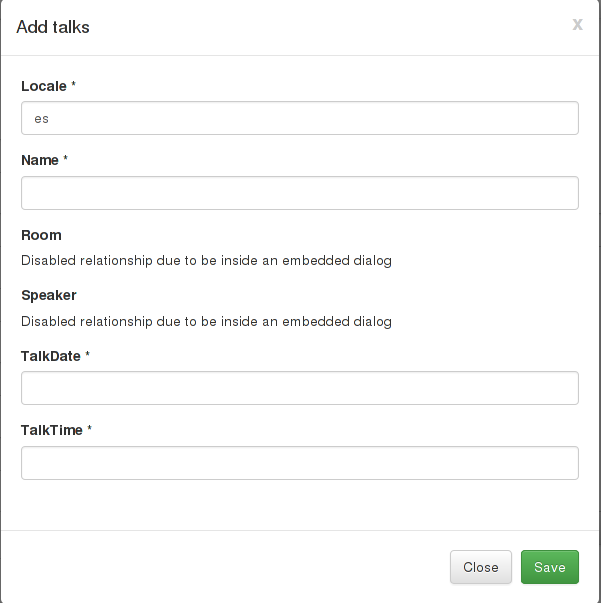 Add talks
x
Locale *
es
Name *
Room
Disabled relationship due to be inside an embedded dialog
Speaker
Disabled relationship due to be inside an embedded dialog
TalkDate *
TalkTime *
Close
Save